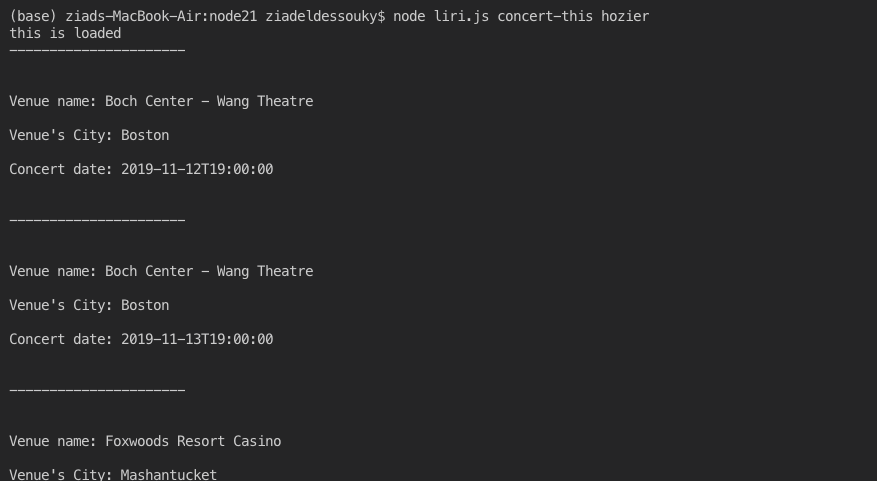 (base) ziads-MacBook-Air:node21 ziadeldessouky$ node liri.js concert-this hozier
this is loaded
----------------------
Venue name: Boch Center - Wang Theatre
Venue's City: Boston
Concert date: 2019-11-12T19:00:00
----------------------
Venue name: Boch Center - Wang Theatre
Venue's City: Boston
Concert date: 2019-11-13T19:00:00
----------------------
Venue name: Foxwoods Resort Casino
Venue's City: Mashantucket